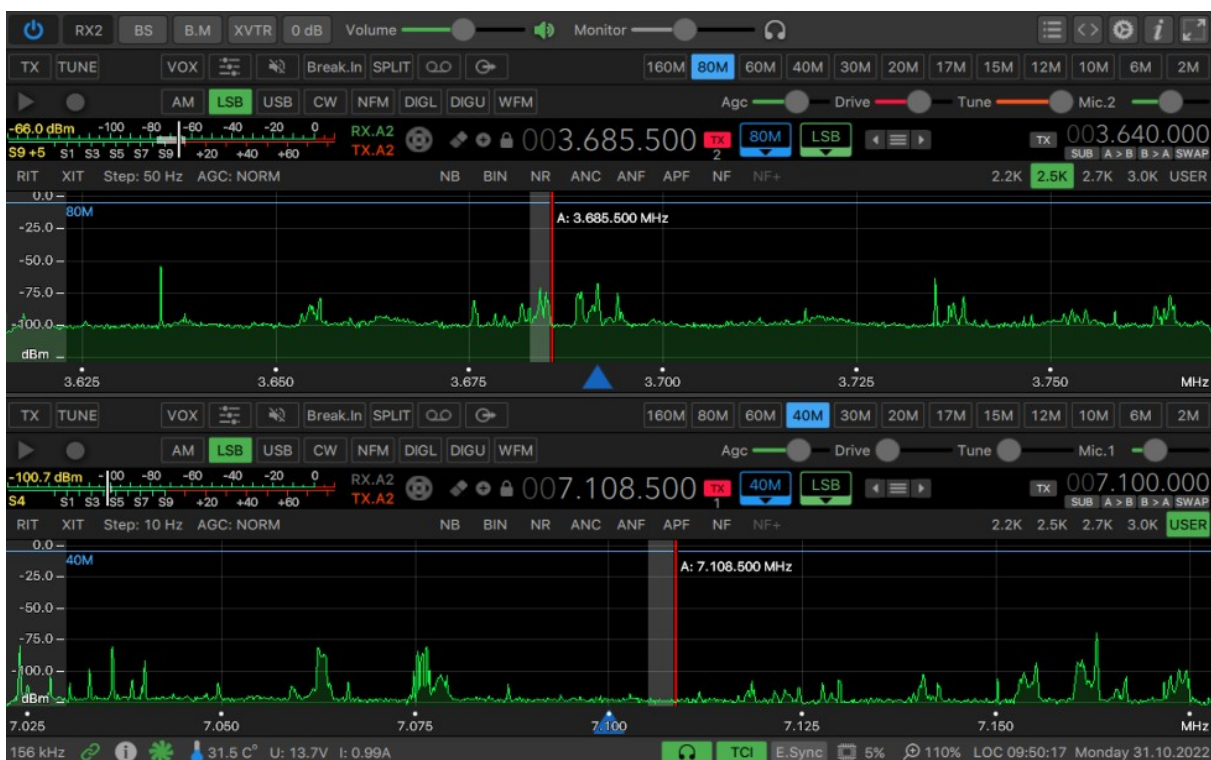 RX2 BS B.M XVTR 0 dB Volume Monitor
TX TUNE VOX Break.In SPLIT 160M 80M 60M 40M 30M 20M 17M 15M 12M 10M 6M 2M
AM LSB USB CW NFM DIGL DIGU WFM Agc Drive Tune Mic.2
-66.0 dBm -100 -80 -60 -40 -20 0 RX.A2 003.685.500 TX 80M LSB TX 003.640.000
S9 +5 S1 S3 S5 S7 S9 +20 +40 +60 TX.A2 2 SUB A > B B > A SWAP
RIT XIT Step: 50 Hz AGC: NORM NB BIN NR ANC ANF APF NF NF+ 2.2K 2.5K 2.7K 3.0K USER
0.0
80M A: 3.685.500 MHz
-25.0
-50.0
-75.0
-100.0
dBm
3.625 3.650 3.675 3.700 3.725 3.750 MHz
TX TUNE VOX Break.In SPLIT 160M 80M 60M 40M 30M 20M 17M 15M 12M 10M 6M 2M
AM LSB USB CW NFM DIGL DIGU WFM Agc Drive Tune Mic.1
-100.7 dBm -100 -80 -60 -40 -20 0 RX.A2 007.108.500 TX 40M LSB TX 007.100.000
S4 S1 S3 S5 S7 S9 +20 +40 +60 TX.A2 1 SUB A > B B > A SWAP
RIT XIT Step: 10 Hz AGC: NORM NB BIN NR ANC ANF APF NF NF+ 2.2K 2.5K 2.7K 3.0K USER
0.0
40M A: 7.108.500 MHz
-25.0
-50.0
-75.0
-100.0
dBm
7.025 7.050 7.075 7.100 7.125 7.150 MHz
156 kHz 31.5 C° U: 13.7V I: 0.99A TCI E.Sync 5% 110% LOC 09:50:17 Monday 31.10.2022